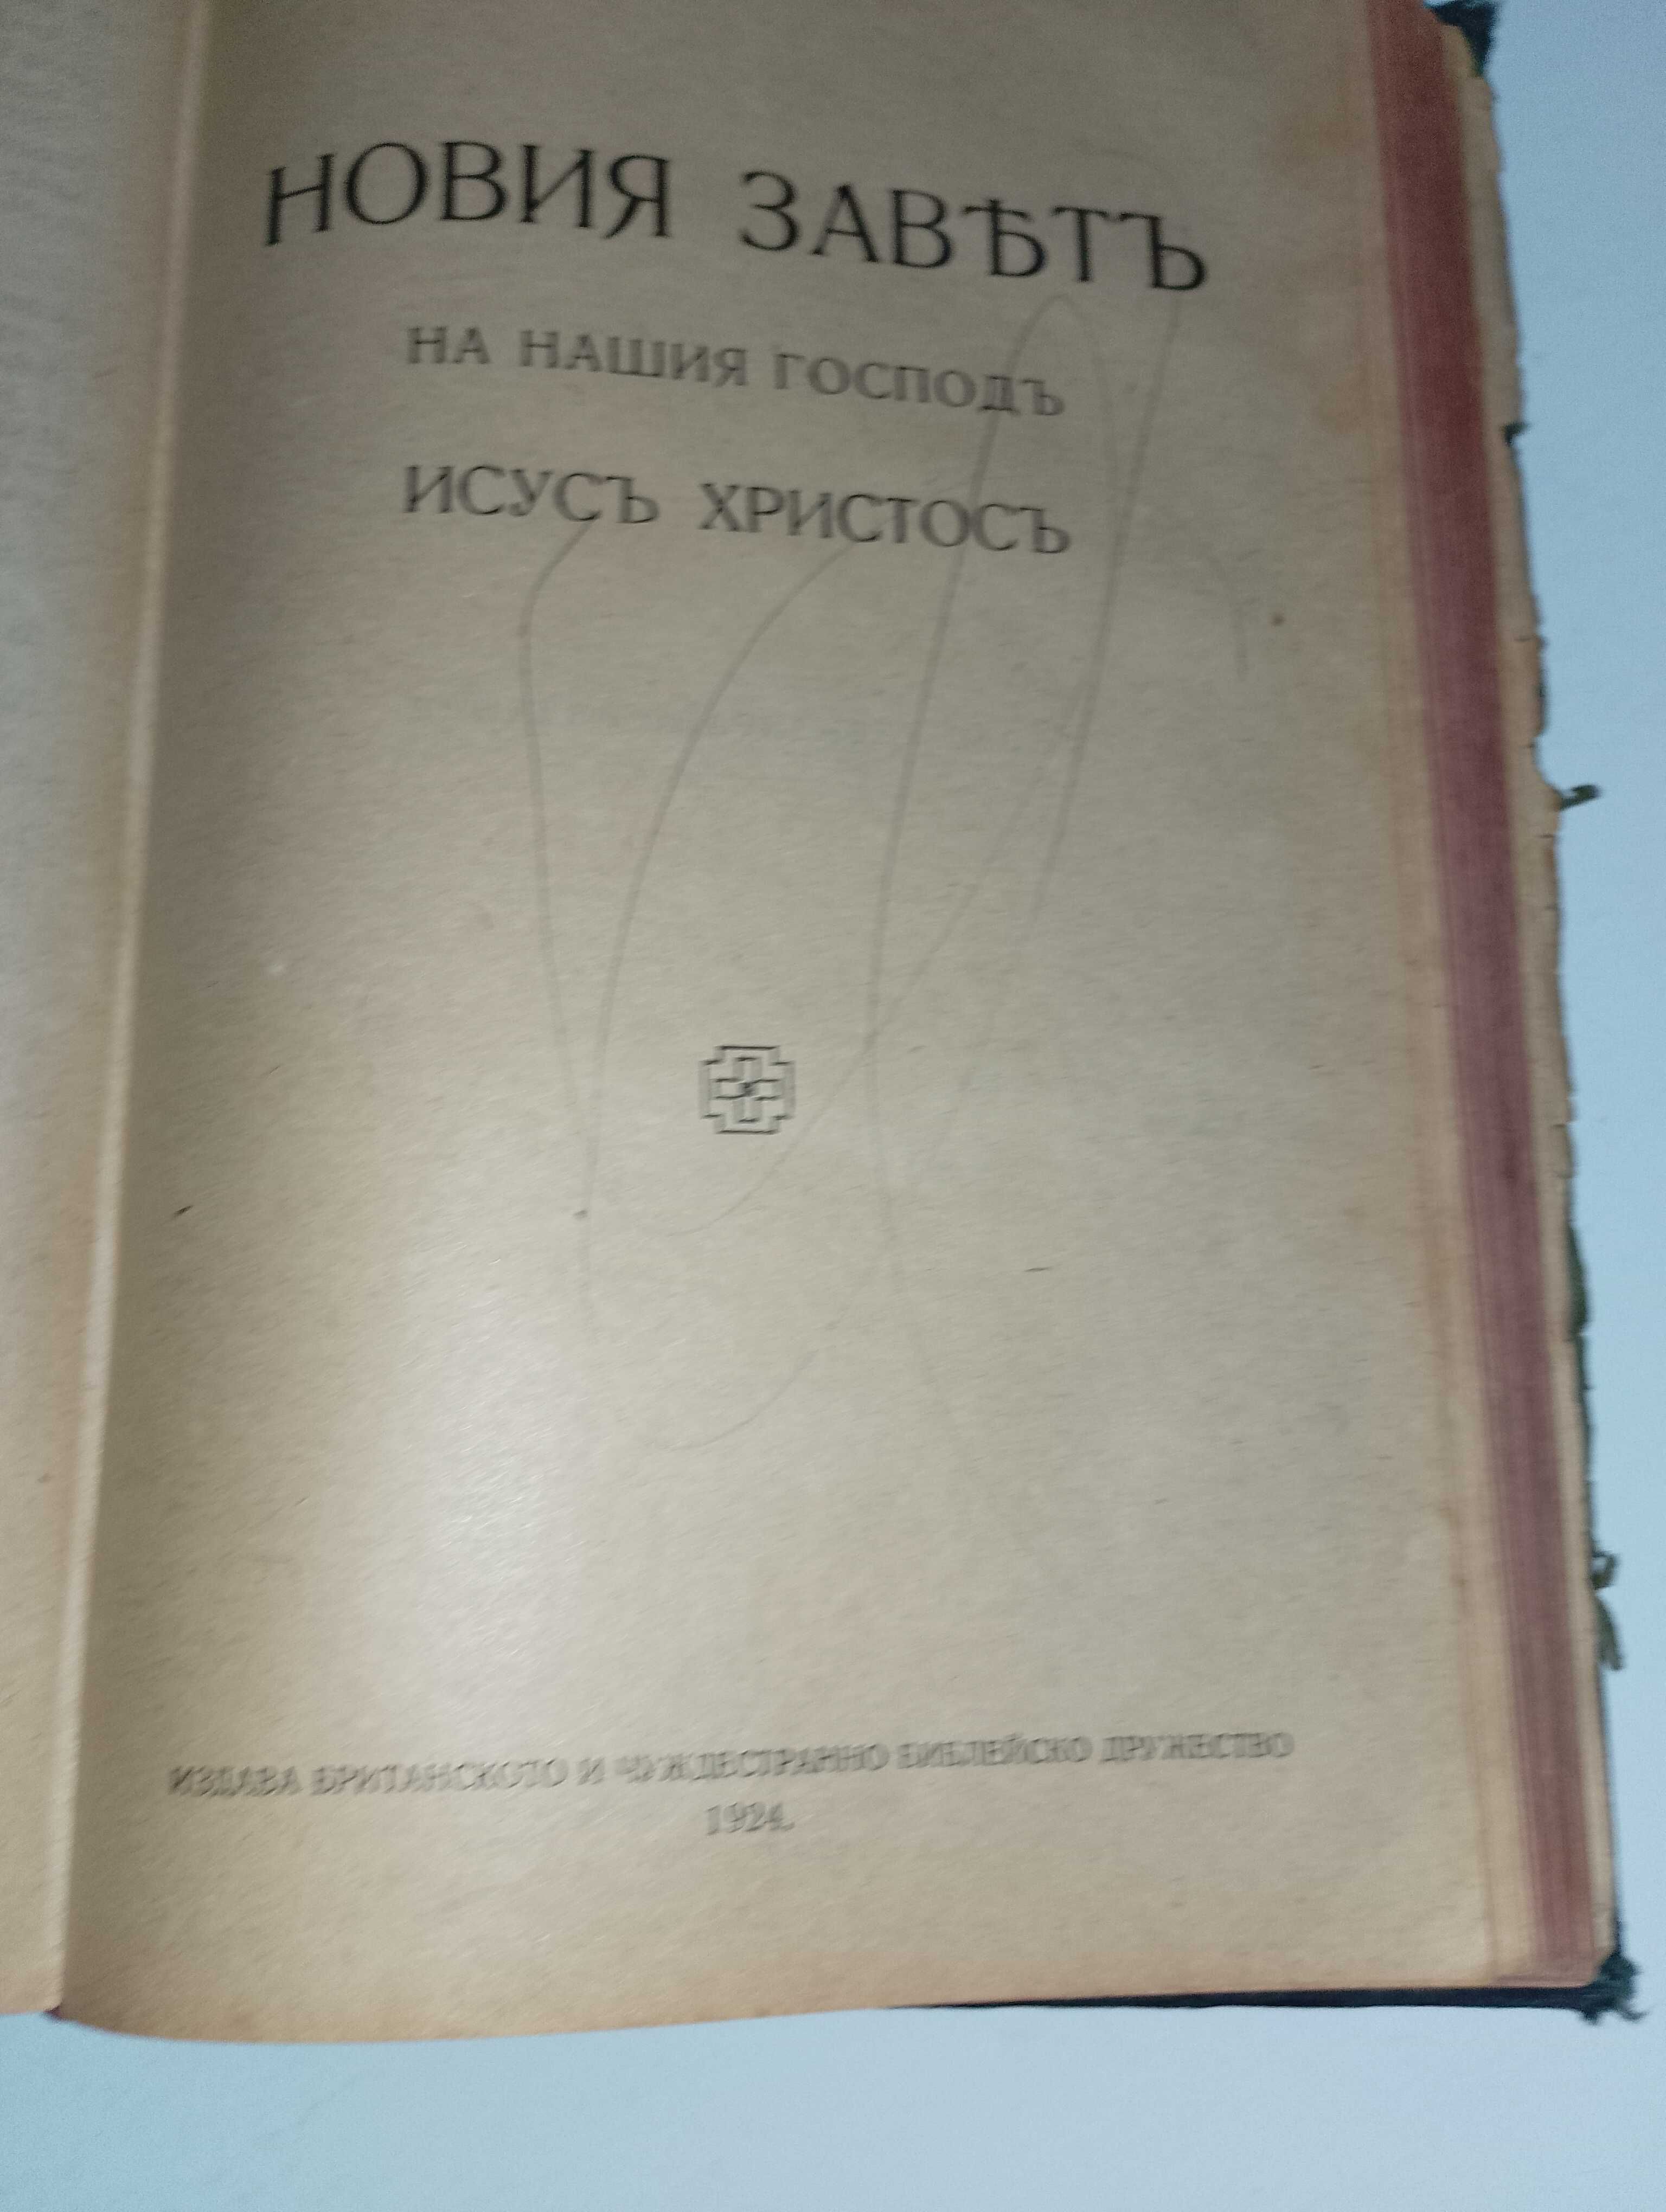 НОВИЯ ЗАВѢТЪ
НА НАШИЯ ГОСПОДЪ
ИСУСЪ ХРИСТОСЪ
ИЗДАВА БРИТАНСКОТО И ЧУЖДЕСТРАННО БИБЛЕЙСКО ДРУЖЕСТВО
1924.